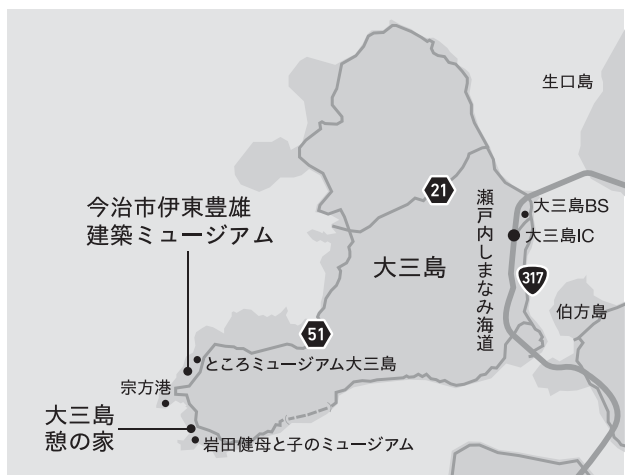 生口島
21
瀬戸内しまなみ海道
大三島BS
大三島IC
今治市伊東豊雄
建築ミュージアム
大三島
317
伯方島
51
ところミュージアム大三島
宗方港
大三島
憩の家
岩田健母と子のミュージアム